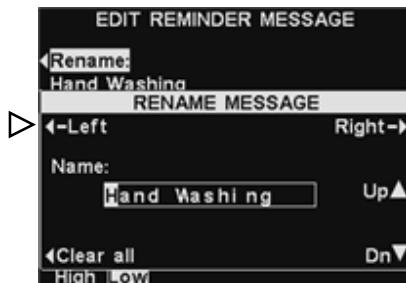 EDIT REMINDER MESSAGE
Rename:
Hand Washing
RENAME MESSAGE
◀-Left Right-▶
Name:
Hand Washing Up▲
◀Clear all Dn▼
High Low